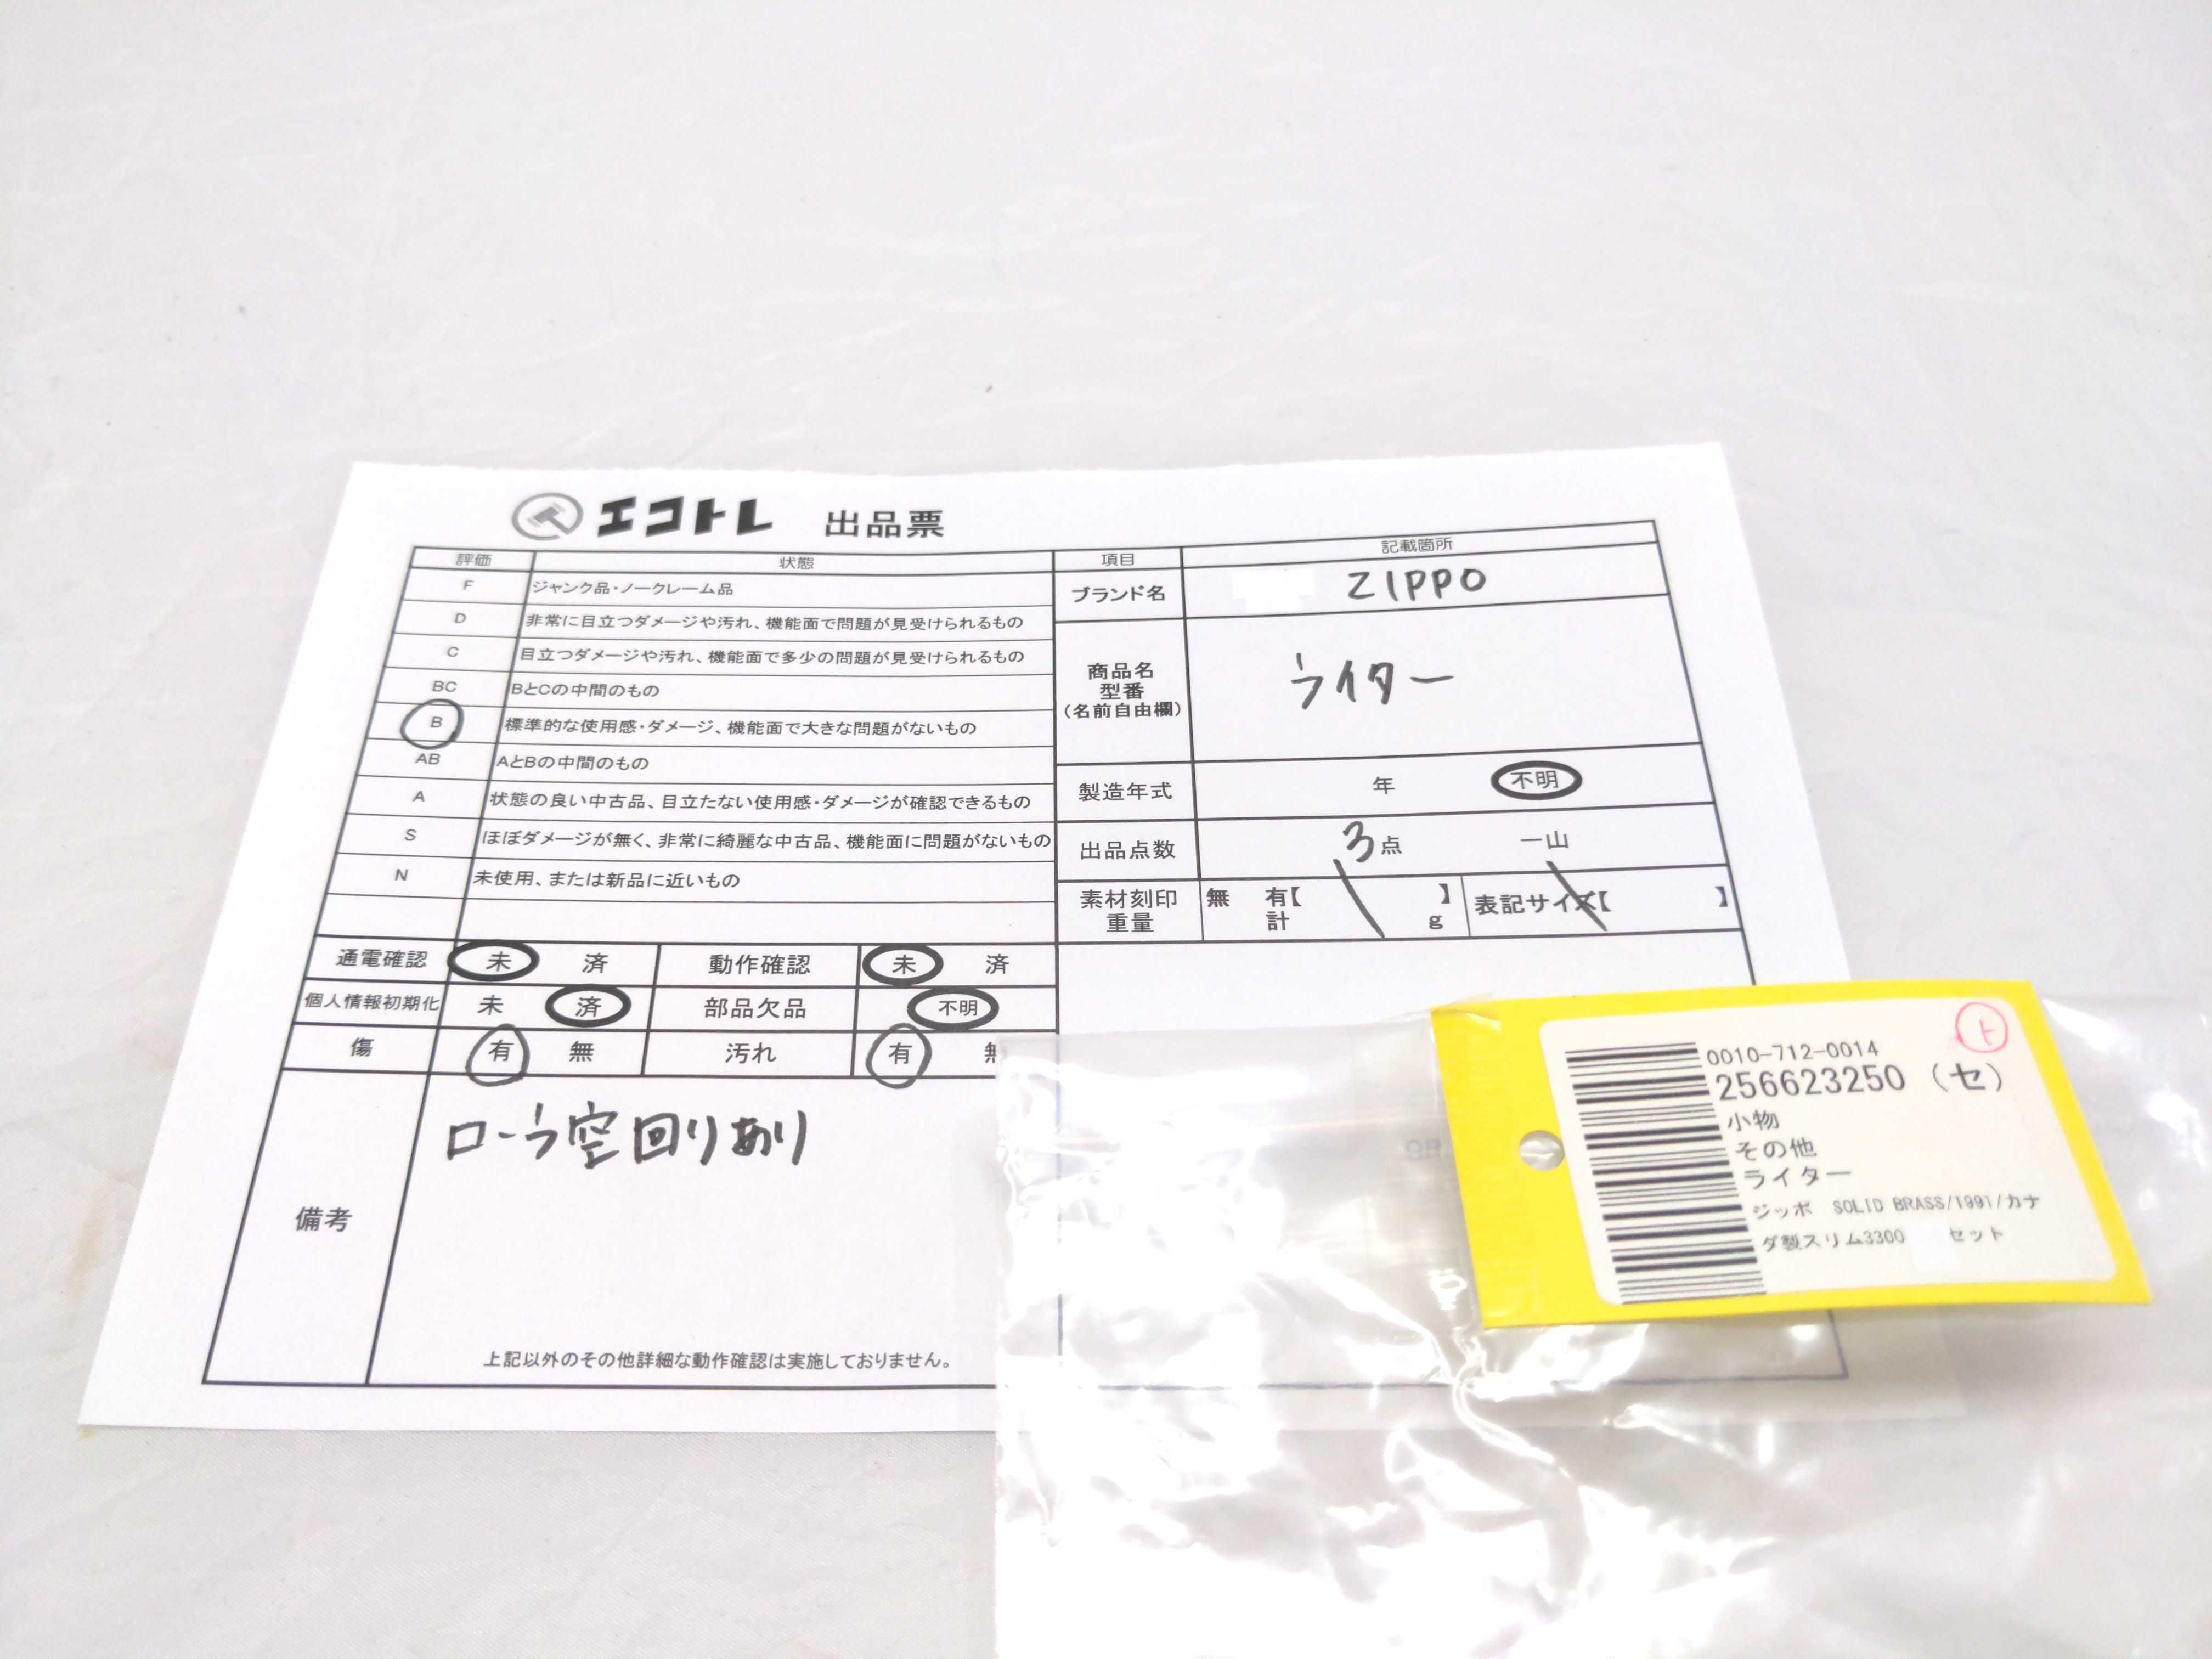 エコトレ 出品票
評価 状態
F ジャンク品・ノークレーム品
D 非常に目立つダメージや汚れ、機能面で問題が見受けられるもの
C 目立つダメージや汚れ、機能面で多少の問題が見受けられるもの
BC BとCの中間のもの
B 標準的な使用感・ダメージ、機能面で大きな問題がないもの
AB AとBの中間のもの
A 状態の良い中古品、目立たない使用感・ダメージが確認できるもの
S ほぼダメージが無く、非常に綺麗な中古品、機能面に問題がないもの
N 未使用、または新品に近いもの
項目 記載箇所
ブランド名 ZIPPO
商品名
型番
(名前自由欄)
ライター
製造年式 年 不明
出品点数 3点 一山
素材刻印 無 有【 】 表記サイズ【 】
重量 計 g
通電確認 未 済 動作確認 未 済
個人情報初期化 未 済 部品欠品 不明
傷 有 無 汚れ 有
備考
ローラ空回りあり
上記以外のその他詳細な動作確認は実施しておりません。
ト
0010-712-0014
256623250 (セ)
小物
その他
ライター
ジッポ SOLID BRASS/1991/カナ
ダ製スリム3300 セット